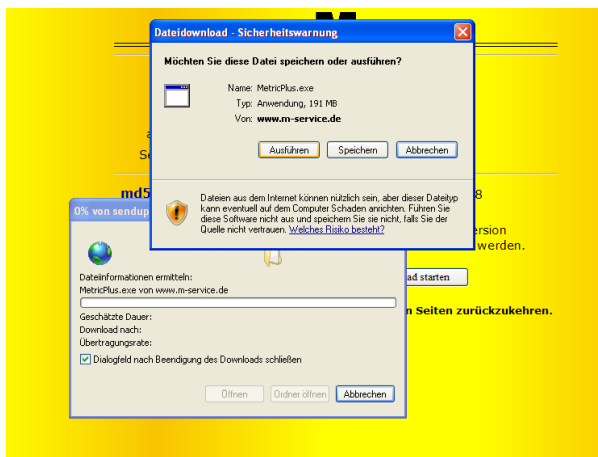 M
Dateidownload - Sicherheitswarnung
Möchten Sie diese Datei speichern oder ausführen?
Name: MetricPlus.exe
Typ: Anwendung, 191 MB
Von: www.m-service.de
Ausführen Speichern Abbrechen
Dateien aus dem Internet können nützlich sein, aber dieser Dateityp
kann eventuell auf dem Computer Schaden anrichten. Führen Sie
diese Software nicht aus und speichern Sie sie nicht, falls Sie der
Quelle nicht vertrauen. Welches Risiko besteht?
md5
8
0% von sendup
werden.
Dateiinformationen ermitteln:
MetricPlus.exe von www.m-service.de
ad starten
Geschätzte Dauer:
Download nach:
Übertragungsrate:
n Seiten zurückzukehren.
Dialogfeld nach Beendigung des Downloads schließen
Öffnen Ordner öffnen Abbrechen